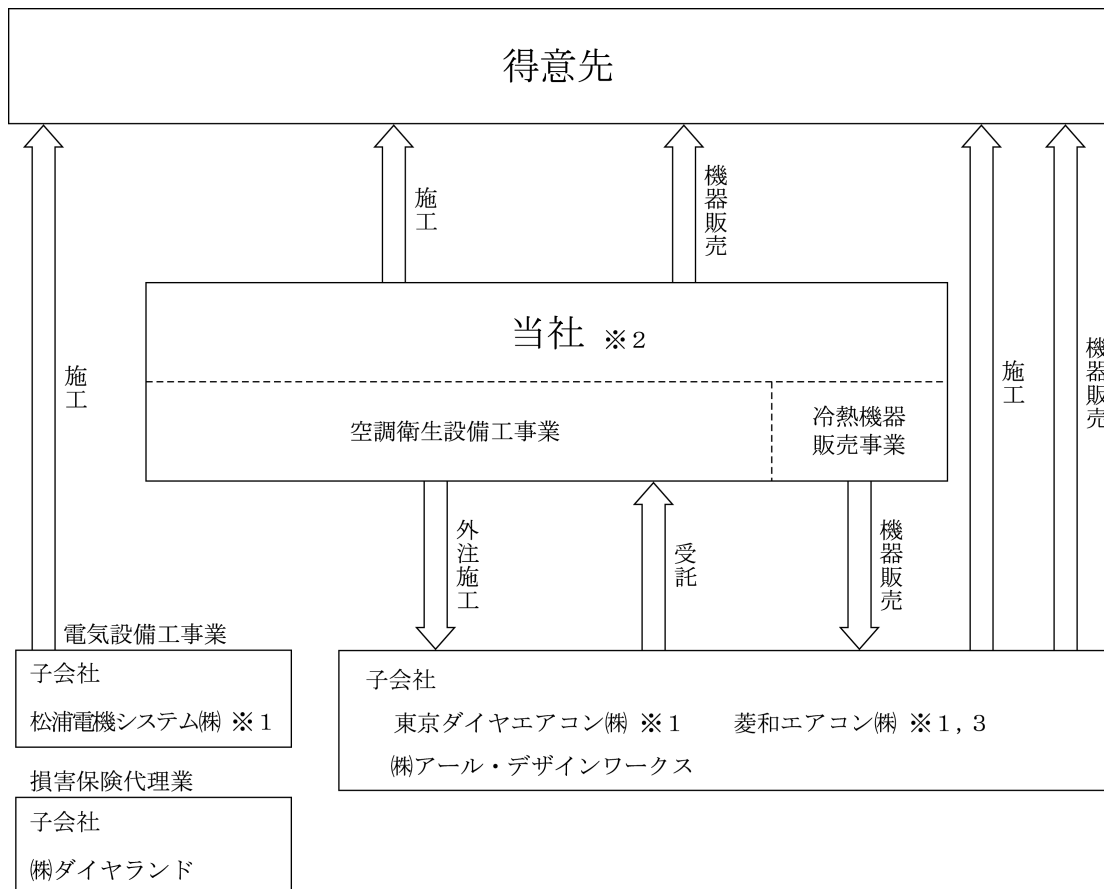 得意先
施工
機器販売
施工
施工
機器販売
当社 ※2
空調衛生設備工事業
冷熱機器
販売事業
外注施工
受託
機器販売
電気設備工事業
子会社
松浦電機システム㈱ ※1
子会社
東京ダイヤエアコン㈱ ※1 菱和エアコン㈱ ※1, 3
㈱アール・デザインワークス
損害保険代理業
子会社
㈱ダイヤランド